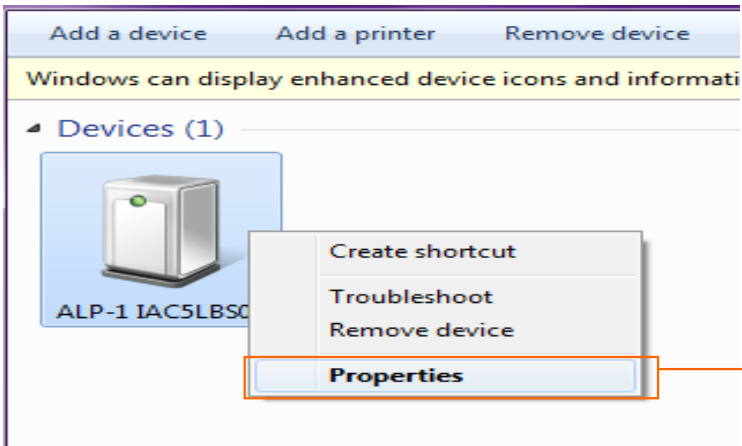 Add a device Add a printer Remove device
Windows can display enhanced device icons and informati
Devices (1)
ALP-1 IAC5LBS0
Create shortcut
Troubleshoot
Remove device
Properties